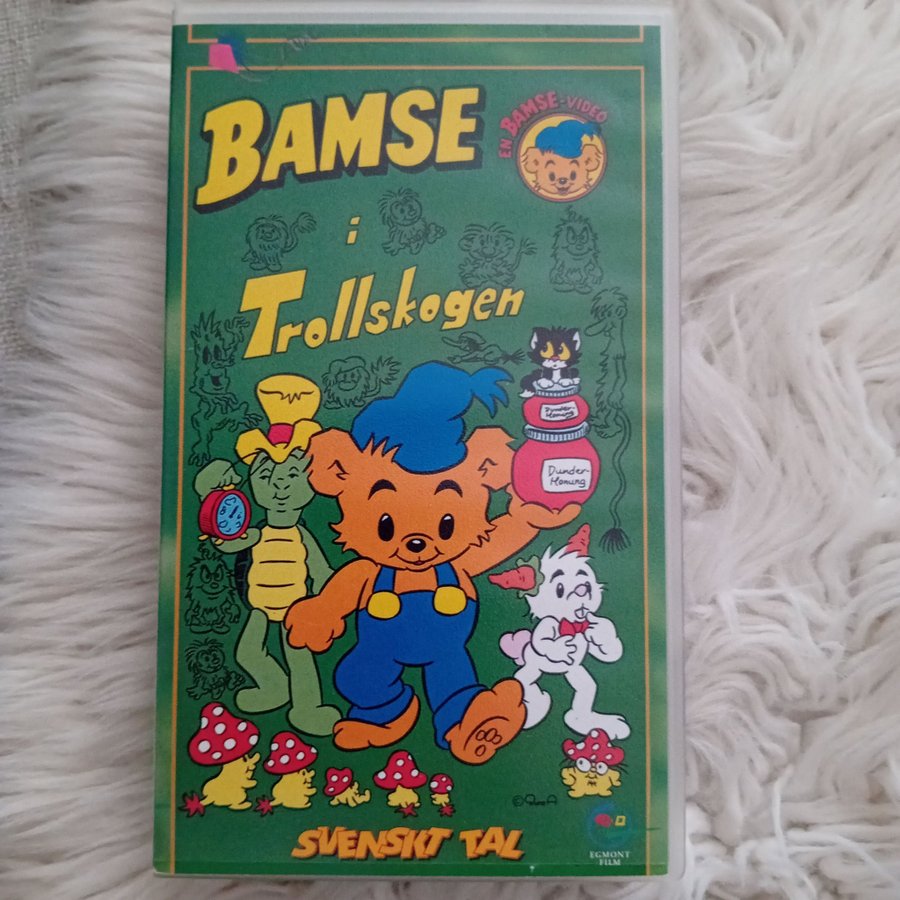 BAMSE
EN BAMSE-VIDEO
i
Trollskogen
Dunder-
Honung
Dunder-
Honung
SVENSKT TAL
EGMONT
FILM